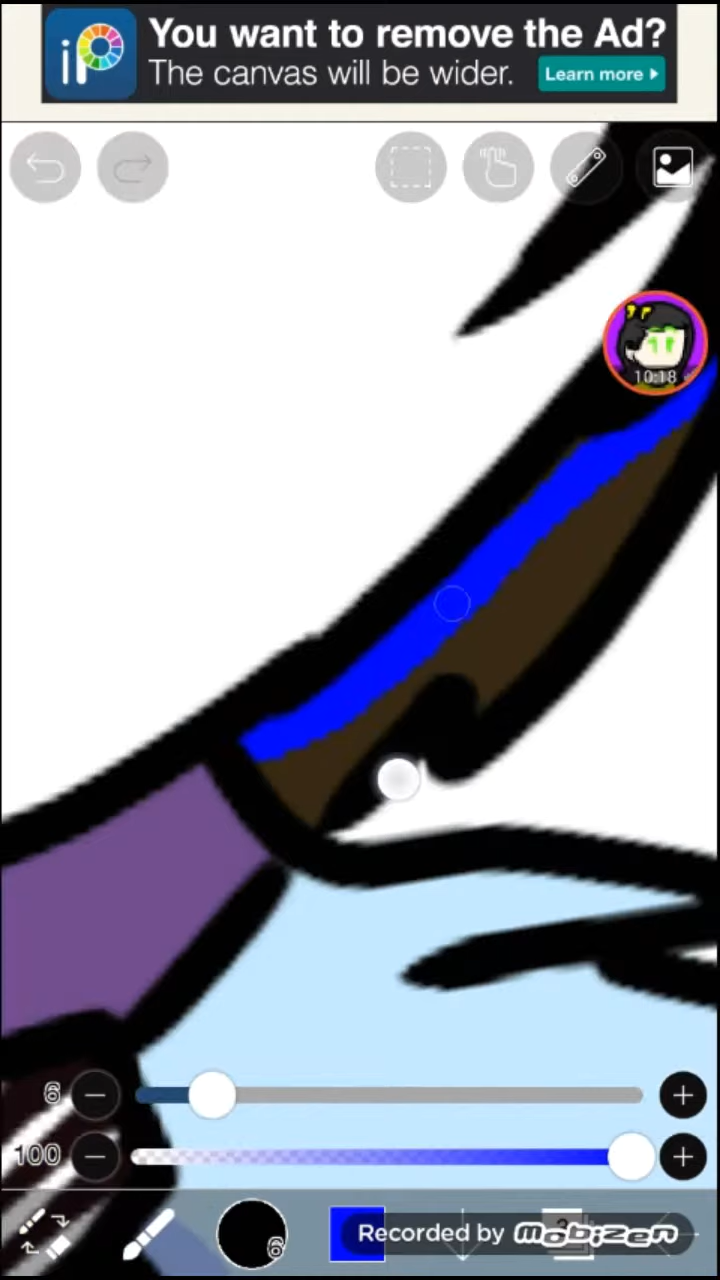 iP
You want to remove the Ad?
The canvas will be wider.
Learn more
10:18
6
100
6
Recorded by MOBIZEN